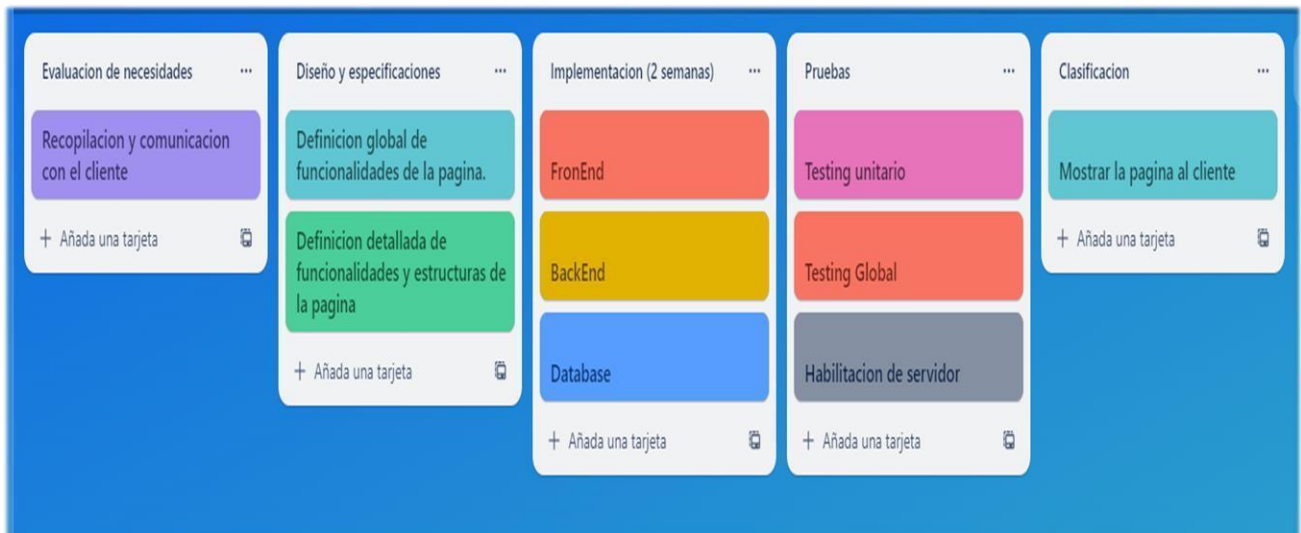 Evaluacion de necesidades ...
Recopilacion y comunicacion
con el cliente
+ Añada una tarjeta
Diseño y especificaciones ...
Definicion global de
funcionalidades de la pagina.
Definicion detallada de
funcionalidades y estructuras de
la pagina
+ Añada una tarjeta
Implementacion (2 semanas) ...
FronEnd
BackEnd
Database
+ Añada una tarjeta
Pruebas ...
Testing unitario
Testing Global
Habilitacion de servidor
+ Añada una tarjeta
Clasificacion ...
Mostrar la pagina al cliente
+ Añada una tarjeta